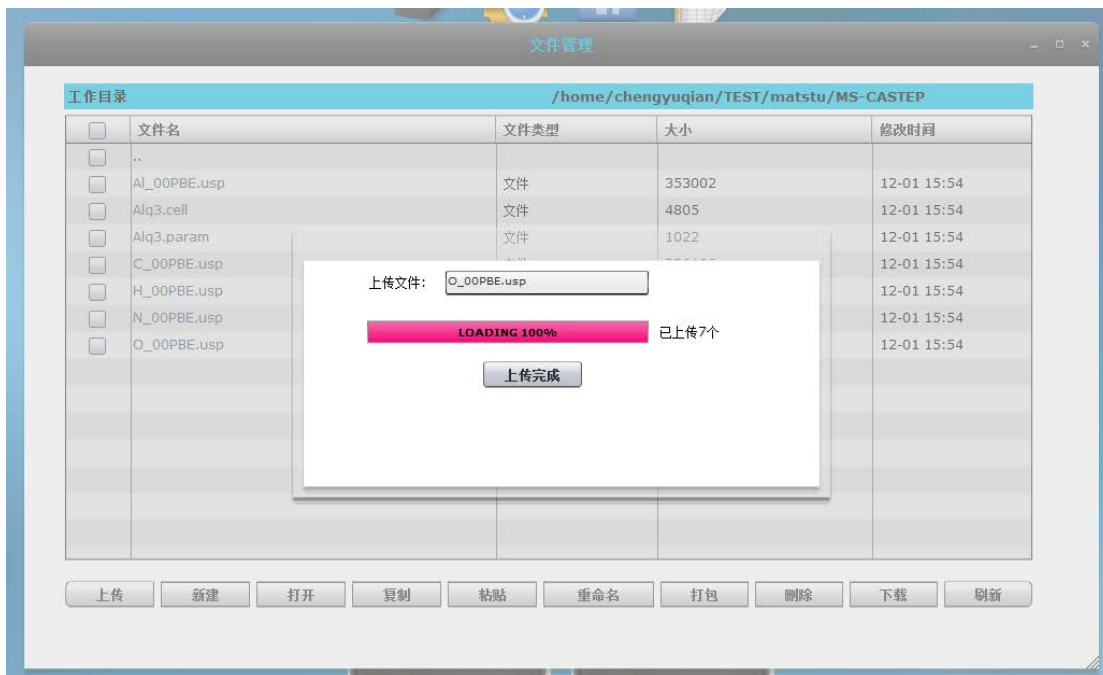 文件管理
工作目录 /home/chengyuqian/TEST/matstu/MS-CASTEP
文件名 文件类型 大小 修改时间
..
Al_00PBE.usp 文件 353002 12-01 15:54
Alq3.cell 文件 4805 12-01 15:54
Alq3.param 文件 1022 12-01 15:54
C_00PBE.usp 12-01 15:54
H_00PBE.usp 12-01 15:54
N_00PBE.usp 12-01 15:54
O_00PBE.usp 12-01 15:54
上传文件: O_00PBE.usp
LOADING 100% 已上传7个
上传完成
上传 新建 打开 复制 粘贴 重命名 打包 删除 下载 刷新